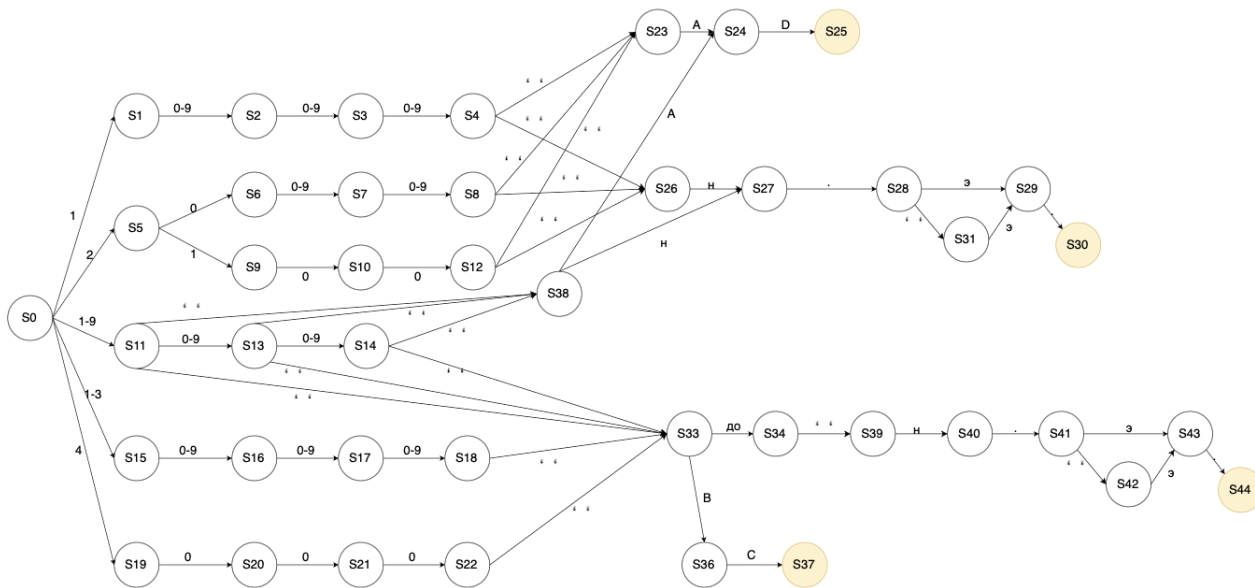 S23 A S24 D S25
‘ ‘
S1 0-9 S2 0-9 S3 0-9 S4
‘ ‘ A
‘ ‘
‘ ‘
S6 0-9 S7 0-9 S8 ‘ ‘ S26 н S27 . S28 э S29
0 ‘ ‘ э .
1 S5 ‘ ‘ S31 S30
2 1 н
S9 0 S10 0 S12
S38
S0 ‘ ‘
1-9 ‘ ‘
S11 0-9 S13 0-9 S14 ‘ ‘
‘ ‘ ‘ ‘
1-3 ‘ ‘
4 S15 0-9 S16 0-9 S17 0-9 S18 ‘ ‘ S33 до S34 ‘ ‘ S39 н S40 . S41 э S43
‘ ‘ э .
S42 S44
B
‘ ‘
S19 0 S20 0 S21 0 S22 S36 C S37